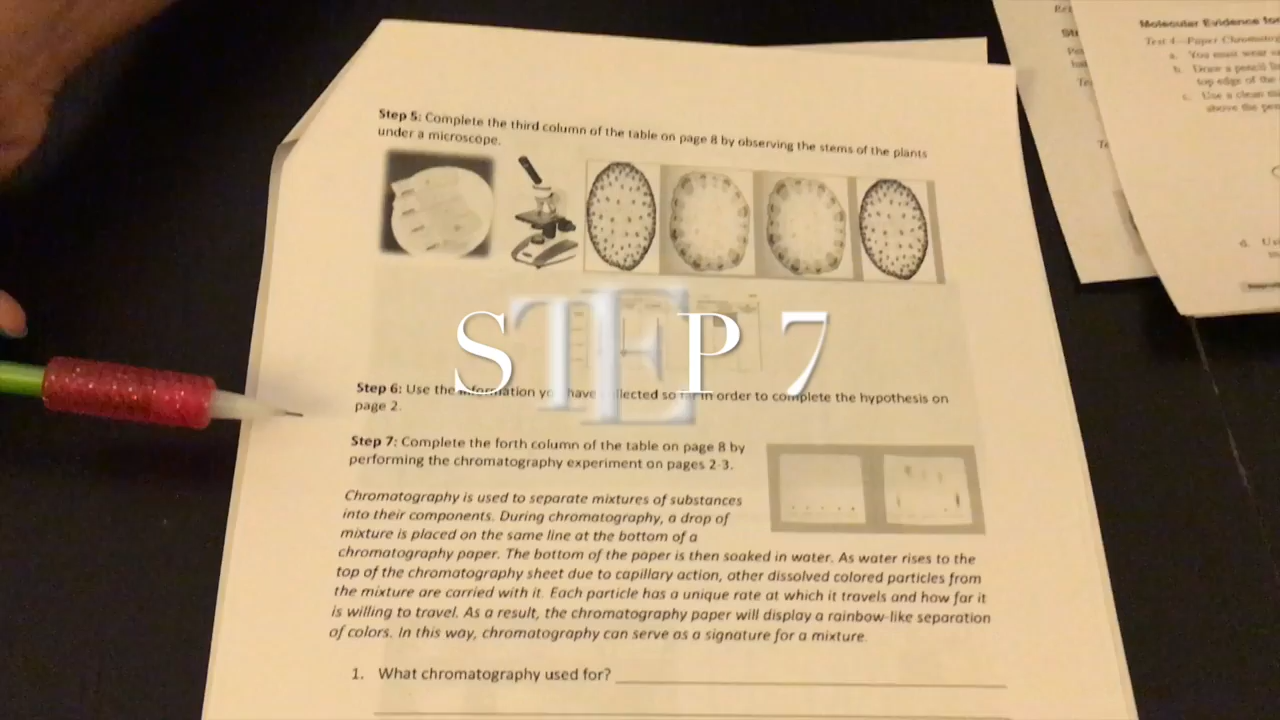 Step 5: Complete the third column of the table on page 8 by observing the stems of the plants
under a microscope.
STEP 7
Step 6: Use the information you have collected so far in order to complete the hypothesis on
page 2.
Step 7: Complete the forth column of the table on page 8 by
performing the chromatography experiment on pages 2-3.
Chromatography is used to separate mixtures of substances
into their components. During chromatography, a drop of
mixture is placed on the same line at the bottom of a
chromatography paper. The bottom of the paper is then soaked in water. As water rises to the
top of the chromatography sheet due to capillary action, other dissolved colored particles from
the mixture are carried with it. Each particle has a unique rate at which it travels and how far it
is willing to travel. As a result, the chromatography paper will display a rainbow-like separation
of colors. In this way, chromatography can serve as a signature for a mixture.
1. What chromatography used for?
Molecular Evidence for
Test 4—Paper Chromatog
a. You must wear
b. Draw a pencil
top edge of the
c. Use a clean
above the
d.